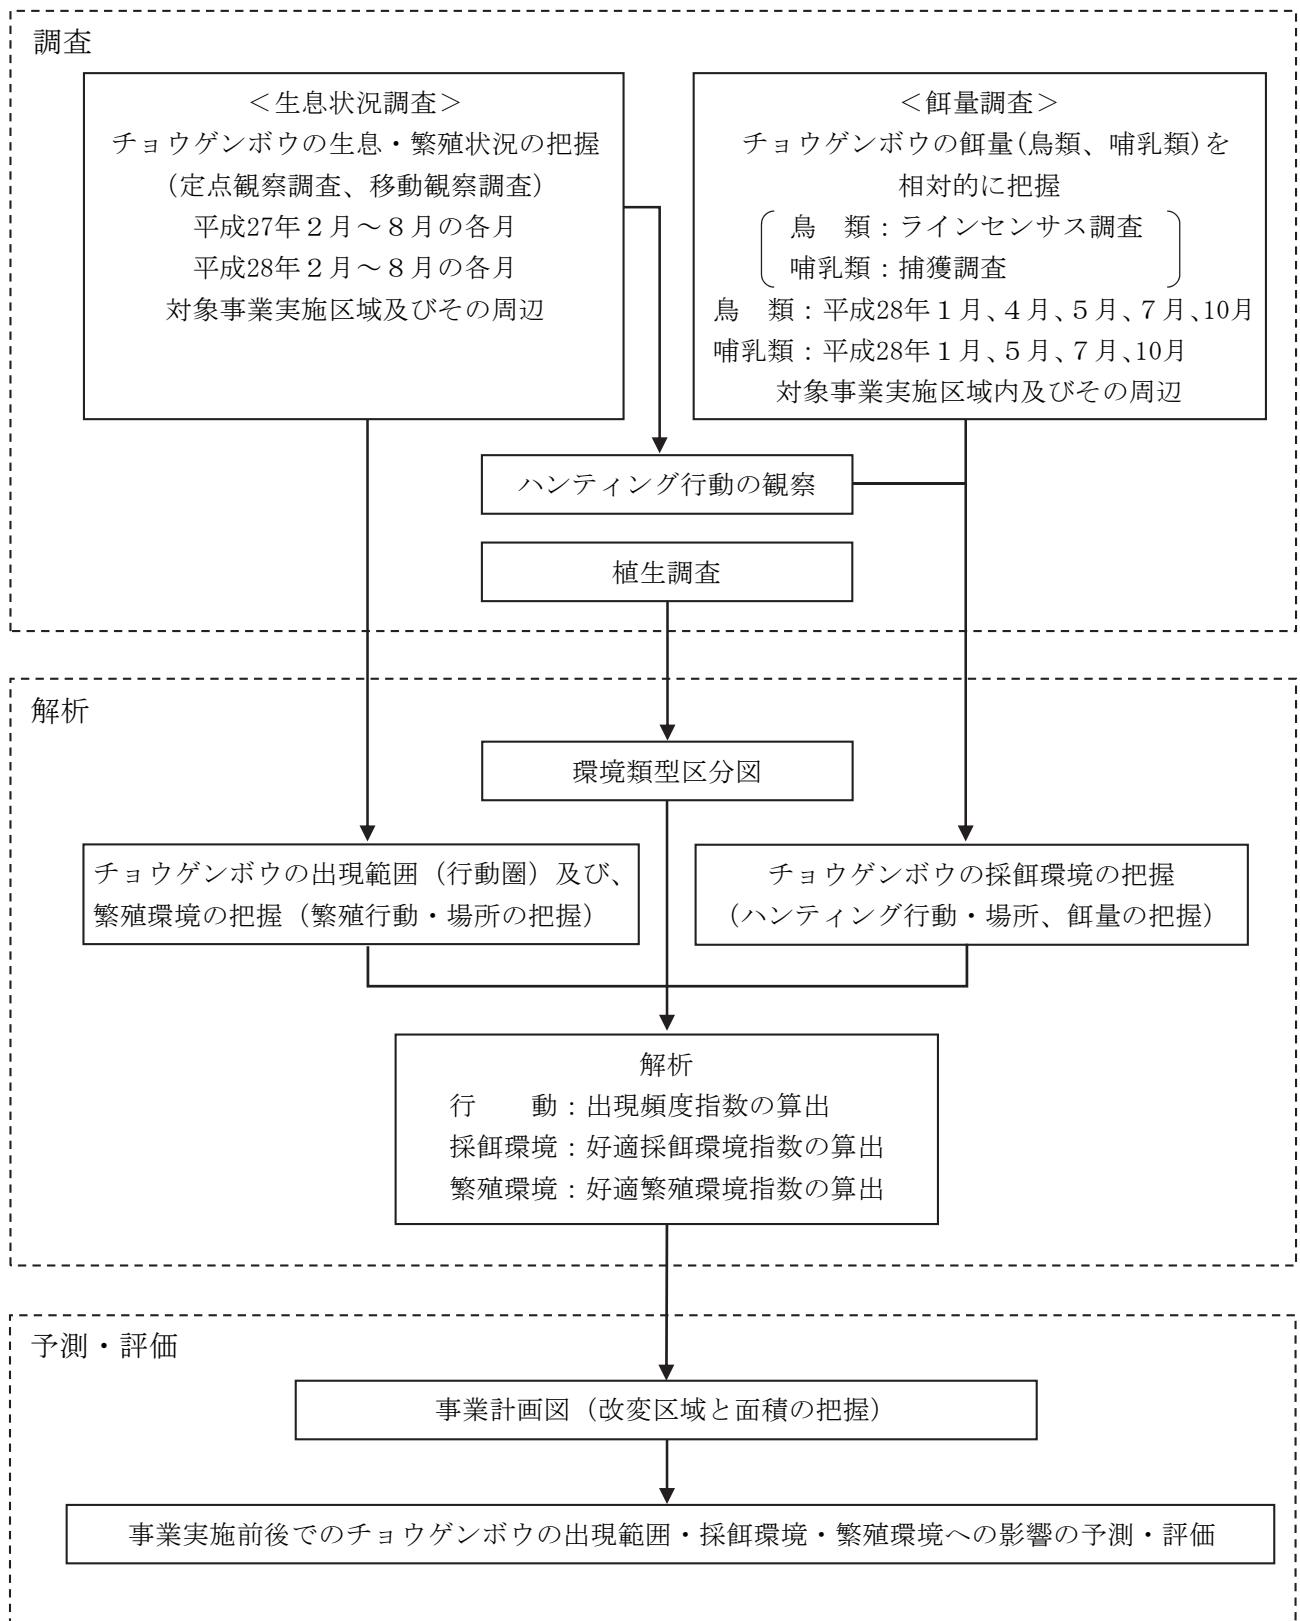 調査
＜生息状況調査＞
チョウゲンボウの生息・繁殖状況の把握
（定点観察調査、移動観察調査）
平成27年２月～８月の各月
平成28年２月～８月の各月
対象事業実施区域及びその周辺
＜餌量調査＞
チョウゲンボウの餌量(鳥類、哺乳類)を
相対的に把握
鳥　類：ラインセンサス調査
哺乳類：捕獲調査
鳥　類：平成28年１月、４月、５月、７月、10月
哺乳類：平成28年１月、５月、７月、10月
対象事業実施区域内及びその周辺
ハンティング行動の観察
植生調査
解析
環境類型区分図
チョウゲンボウの出現範囲（行動圏）及び、
繁殖環境の把握（繁殖行動・場所の把握）
チョウゲンボウの採餌環境の把握
（ハンティング行動・場所、餌量の把握）
解析
行　　動：出現頻度指数の算出
採餌環境：好適採餌環境指数の算出
繁殖環境：好適繁殖環境指数の算出
予測・評価
事業計画図（改変区域と面積の把握）
事業実施前後でのチョウゲンボウの出現範囲・採餌環境・繁殖環境への影響の予測・評価